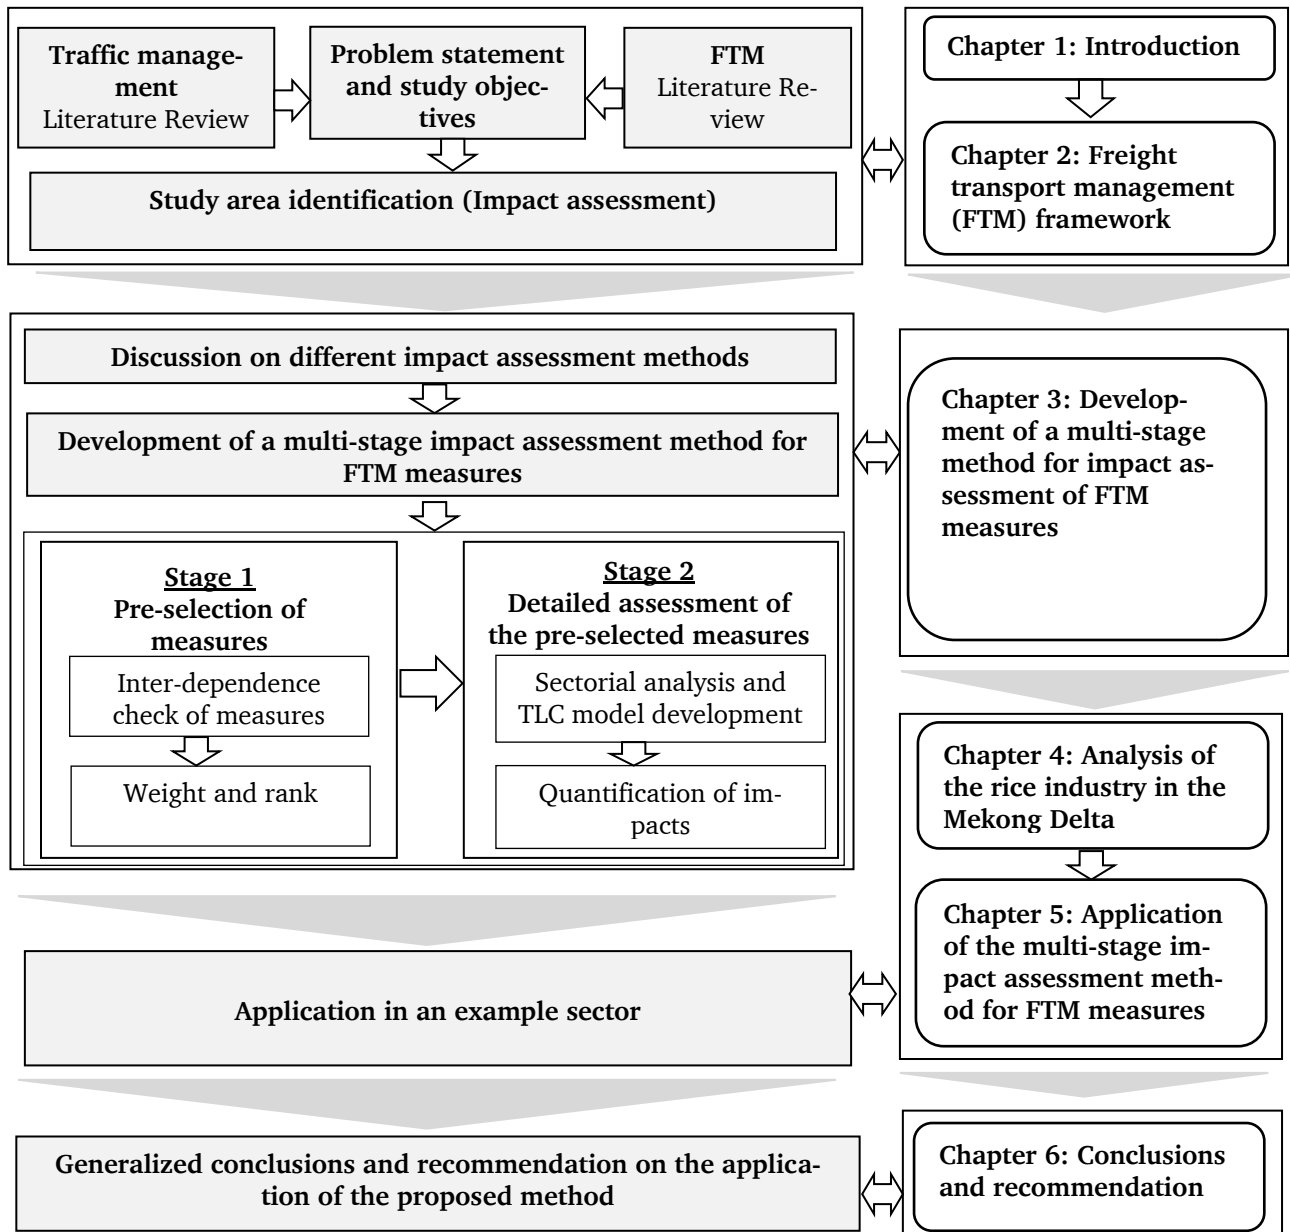 Traffic manage-
ment
Literature Review
Problem statement
and study objec-
tives
FTM
Literature Re-
view
Study area identification (Impact assessment)
Chapter 1: Introduction
Chapter 2: Freight
transport management
(FTM) framework
Discussion on different impact assessment methods
Development of a multi-stage impact assessment method for
FTM measures
Stage 1
Pre-selection of
measures
Inter-dependence
check of measures
Weight and rank
Stage 2
Detailed assessment of
the pre-selected measures
Sectorial analysis and
TLC model development
Quantification of im-
pacts
Chapter 3: Develop-
ment of a multi-stage
method for impact as-
sessment of FTM
measures
Chapter 4: Analysis of
the rice industry in the
Mekong Delta
Chapter 5: Application
of the multi-stage im-
pact assessment meth-
od for FTM measures
Application in an example sector
Generalized conclusions and recommendation on the applica-
tion of the proposed method
Chapter 6: Conclusions
and recommendation